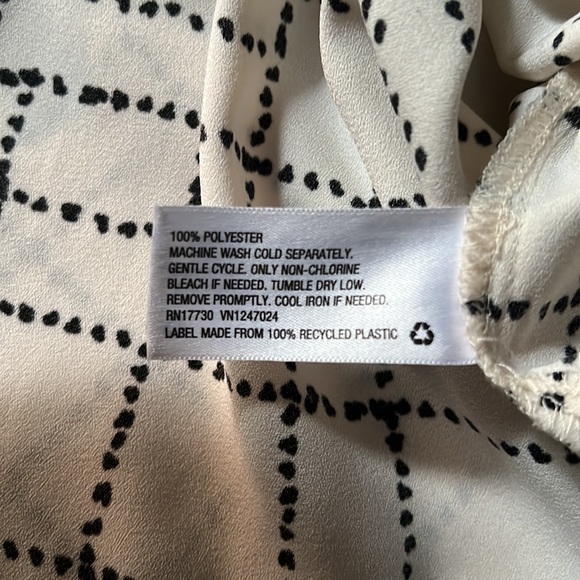 100% POLYESTER
MACHINE WASH COLD SEPARATELY.
GENTLE CYCLE. ONLY NON-CHLORINE
BLEACH IF NEEDED. TUMBLE DRY LOW.
REMOVE PROMPTLY. COOL IRON IF NEEDED.
RN17730 VN1247024
LABEL MADE FROM 100% RECYCLED PLASTIC